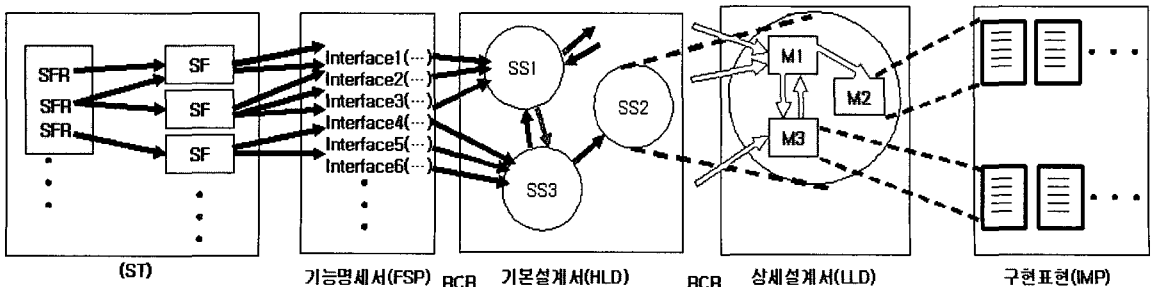 SFR
SFR
SFR
SF
SF
SF
(ST)
Interface1(⋯)
Interface2(⋯)
Interface3(⋯)
Interface4(⋯)
Interface5(⋯)
Interface6(⋯)
기능명세서(FSP)
RCR
SS1
SS2
SS3
기본설계서(HLD)
RCR
M1
M2
M3
상세설계서(LLD)
구현표현(IMP)